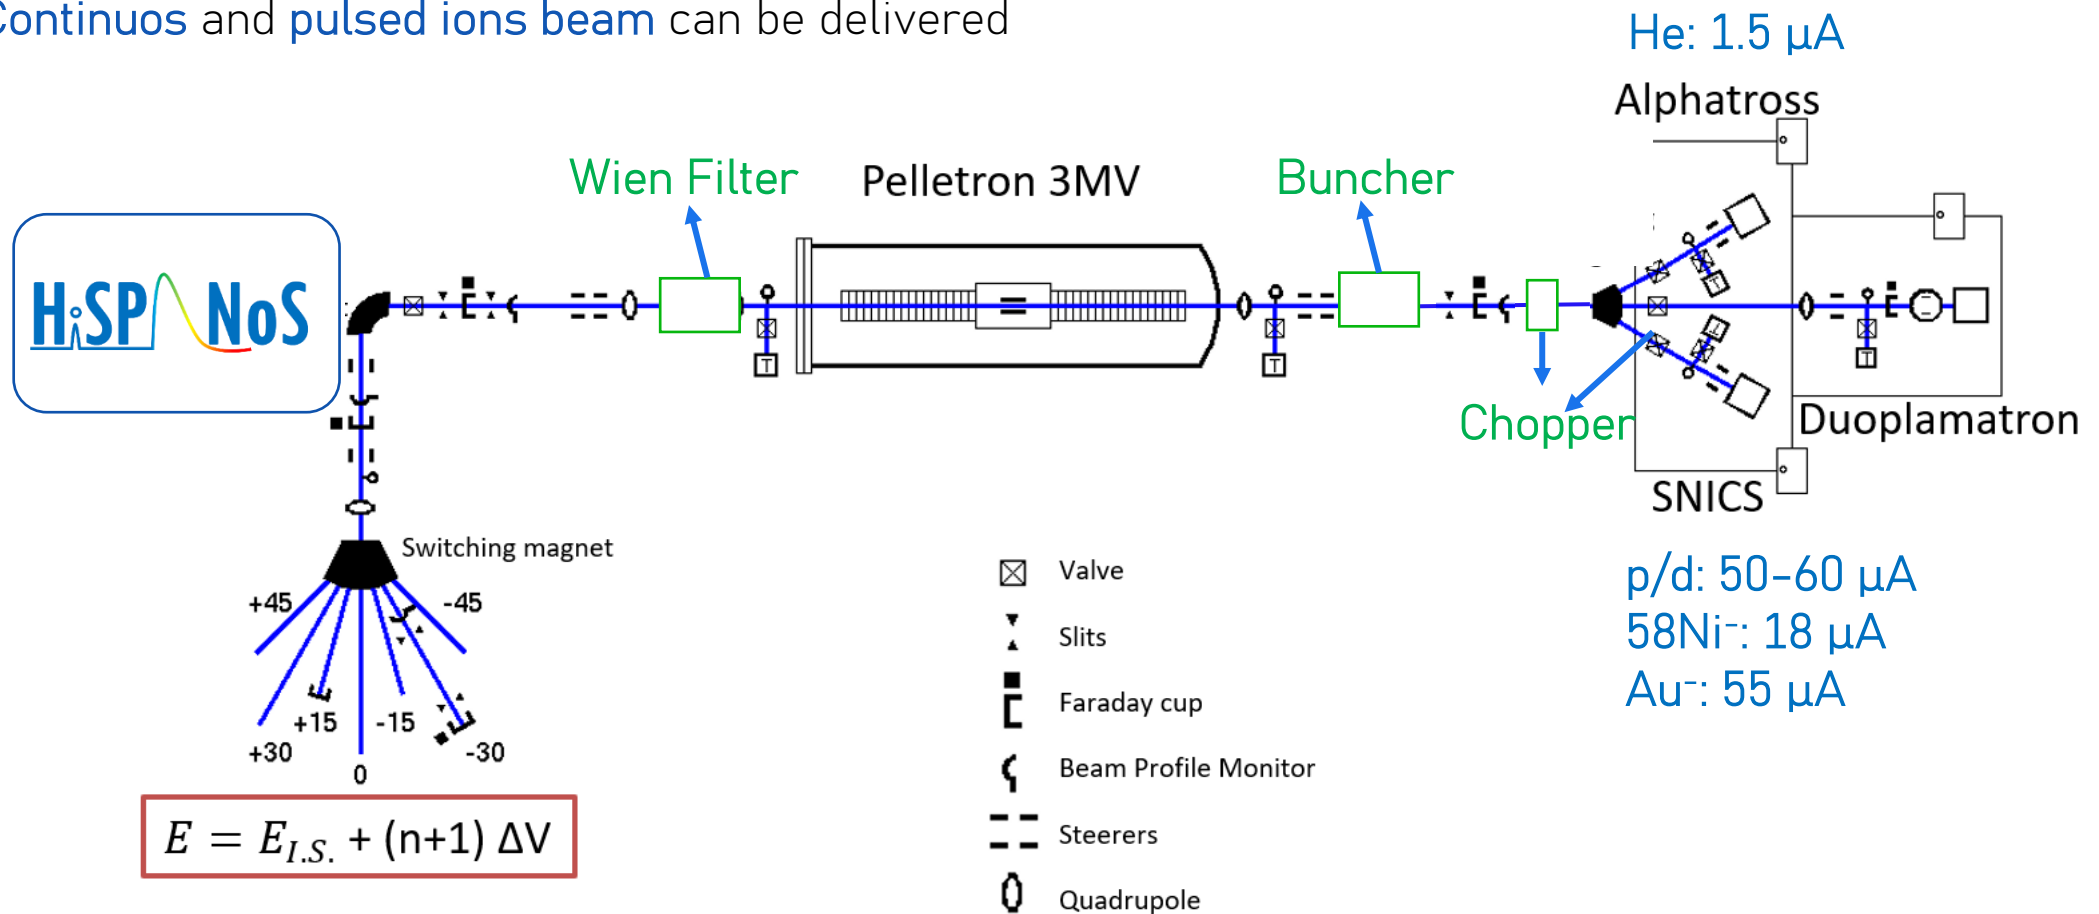 Continuos and pulsed ions beam can be delivered
He: 1.5 µA
Alphatross
Wien Filter
Pelletron 3MV
Buncher
HiSPANoS
Chopper
Duoplamatron
SNICS
T
T
T
T
T
Switching magnet
+45
-45
+15
-15
+30
-30
0
E = E_I.S. + (n+1) ΔV
Valve
Slits
Faraday cup
Beam Profile Monitor
Steerers
Quadrupole
p/d: 50-60 µA
58Ni⁻: 18 µA
Au⁻: 55 µA